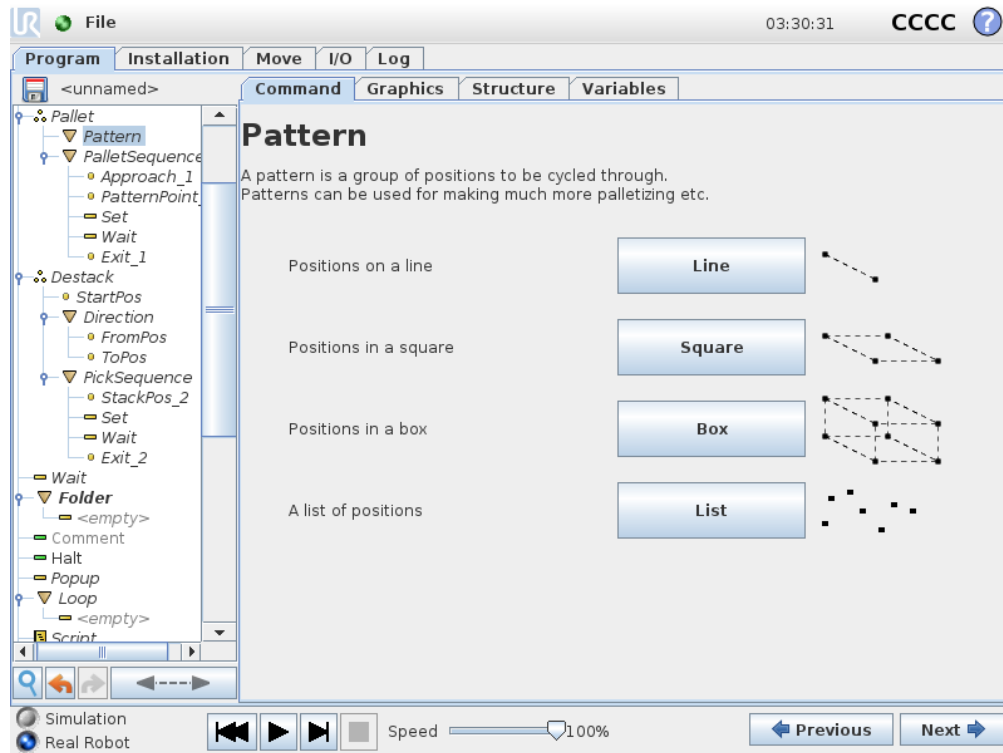 UR File 03:30:31 CCCC ?
Program Installation Move I/O Log
<unnamed>
Command Graphics Structure Variables
Pallet
Pattern
PalletSequence
Approach_1
PatternPoint_
Set
Wait
Exit_1
Destack
StartPos
Direction
FromPos
ToPos
PickSequence
StackPos_2
Set
Wait
Exit_2
Wait
Folder
<empty>
Comment
Halt
Popup
Loop
<empty>
Script
Pattern
A pattern is a group of positions to be cycled through.
Patterns can be used for making much more palletizing etc.
Positions on a line Line
Positions in a square Square
Positions in a box Box
A list of positions List
Simulation
Real Robot
Speed 100%
Previous Next